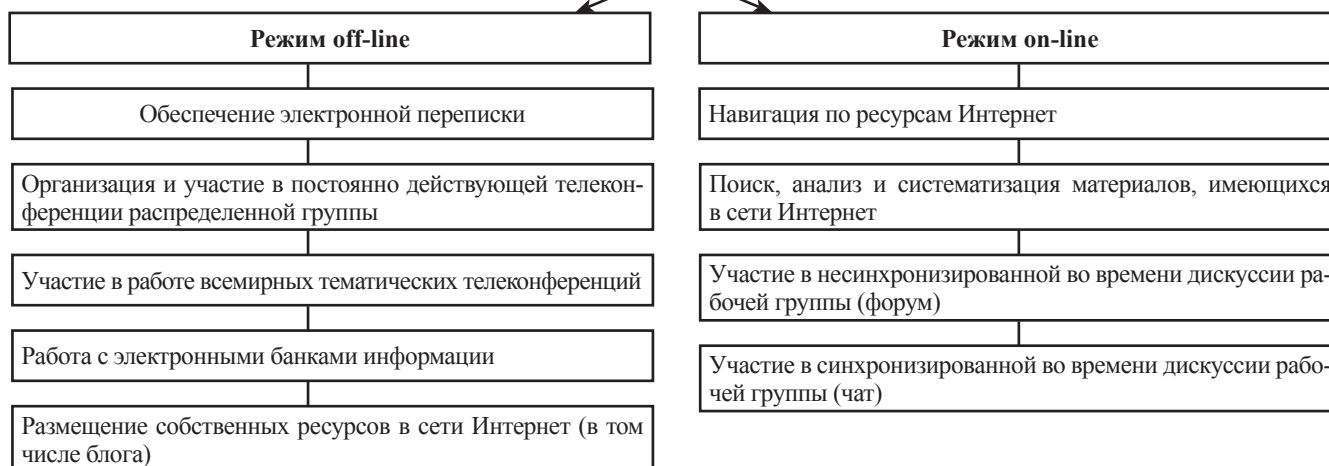 Режим off-line
Обеспечение электронной переписки
Организация и участие в постоянно действующей телекон-
ференции распределенной группы
Участие в работе всемирных тематических телеконференций
Работа с электронными банками информации
Размещение собственных ресурсов в сети Интернет (в том
числе блога)
Режим on-line
Навигация по ресурсам Интернет
Поиск, анализ и систематизация материалов, имеющихся
в сети Интернет
Участие в несинхронизированной во времени дискуссии ра-
бочей группы (форум)
Участие в синхронизированной во времени дискуссии рабо-
чей группы (чат)